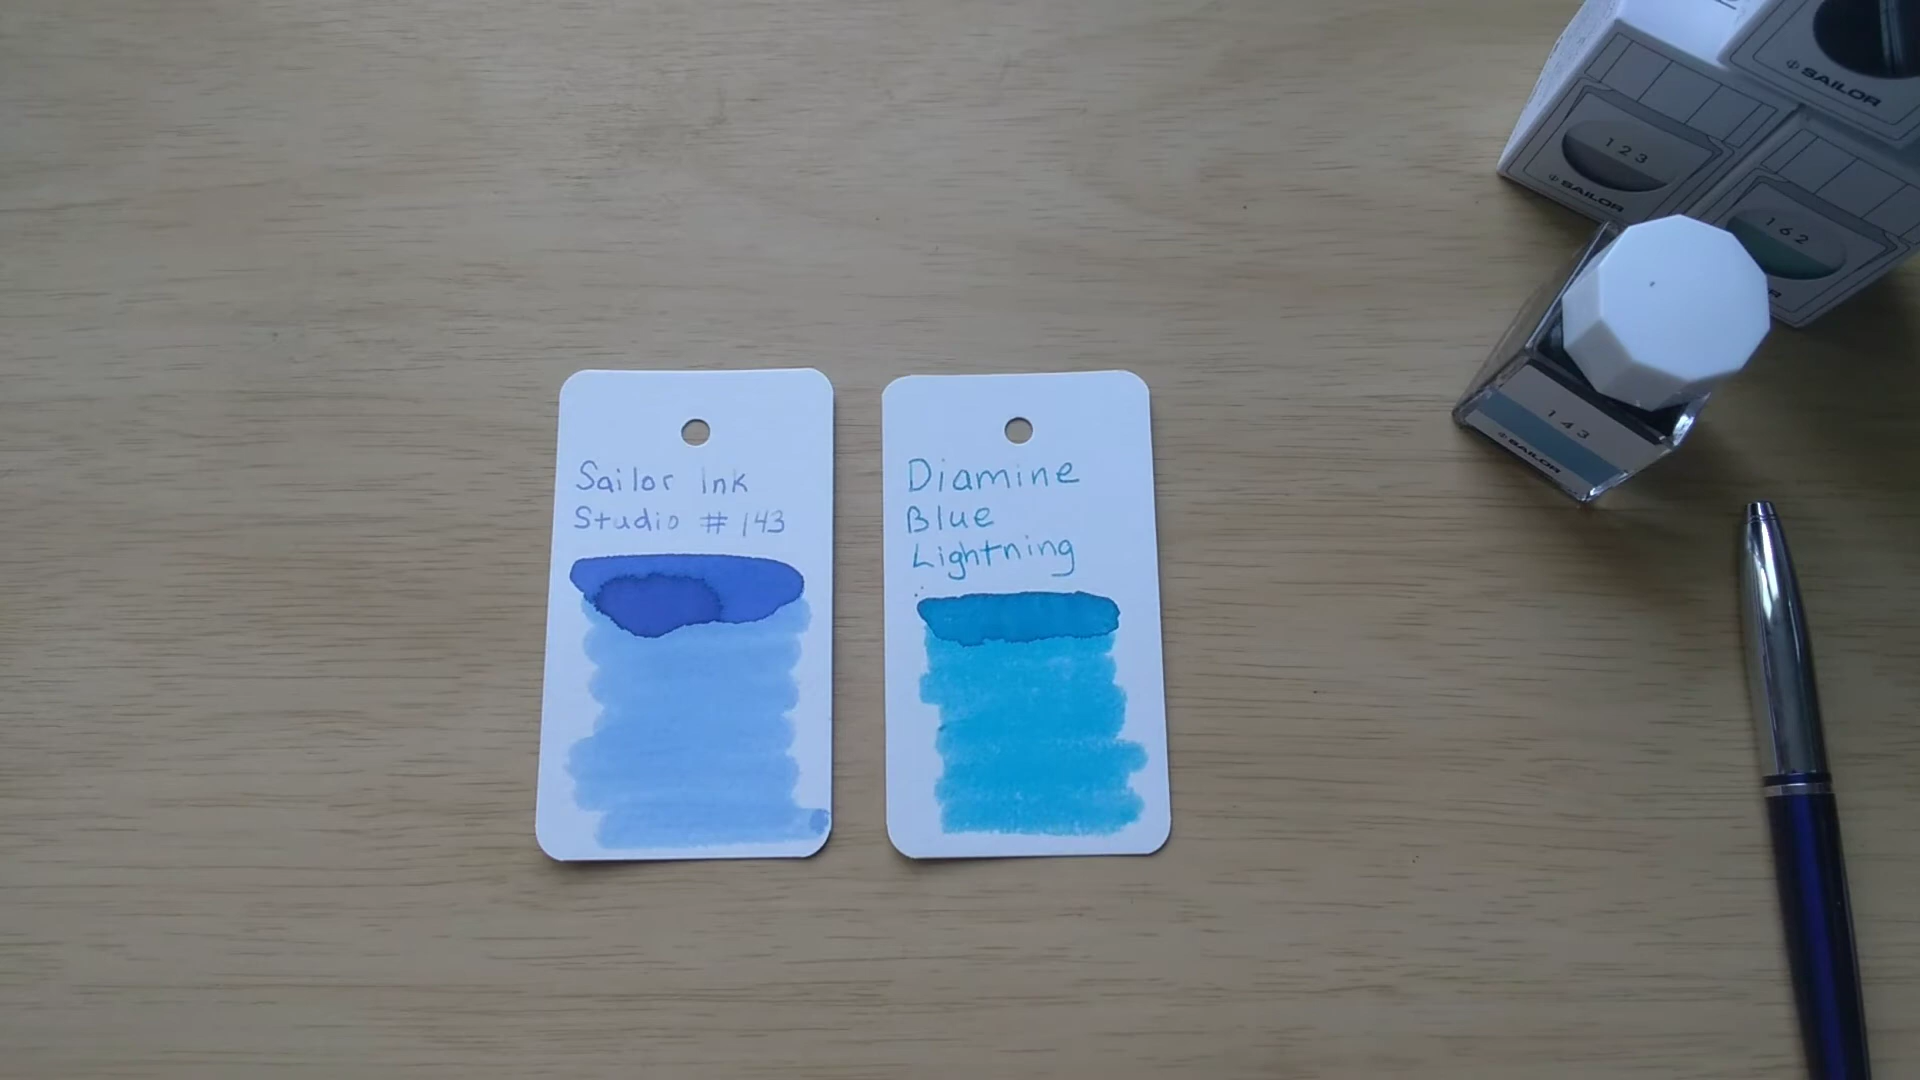 SAILOR
123
SAILOR
162
143
SAILOR
Sailor Ink
Studio # 143
Diamine
Blue
Lightning